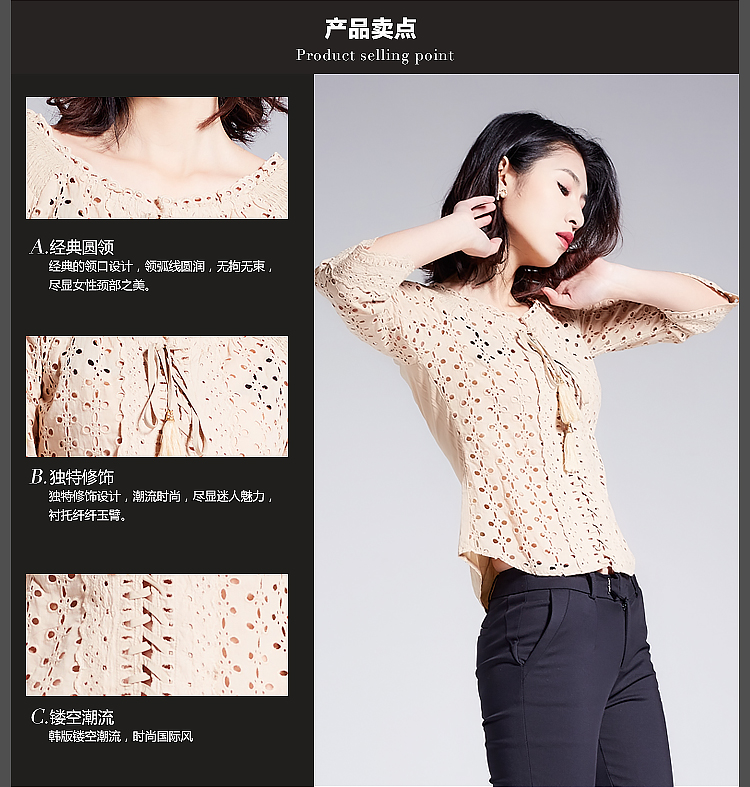 产品卖点
Product selling point
A.经典圆领
经典的领口设计，领弧线圆润，无拘无束，
尽显女性颈部之美。
B.独特修饰
独特修饰设计，潮流时尚，尽显迷人魅力，
衬托纤纤玉臂。
C.镂空潮流
韩版镂空潮流，时尚国际风